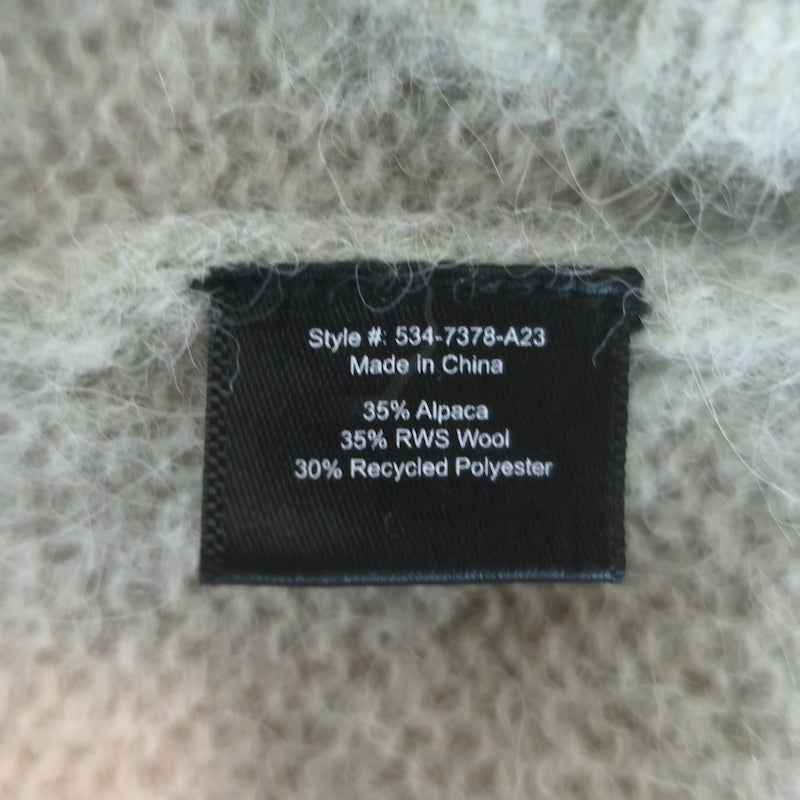 Style #: 534-7378-A23
Made In China
35% Alpaca
35% RWS Wool
30% Recycled Polyester